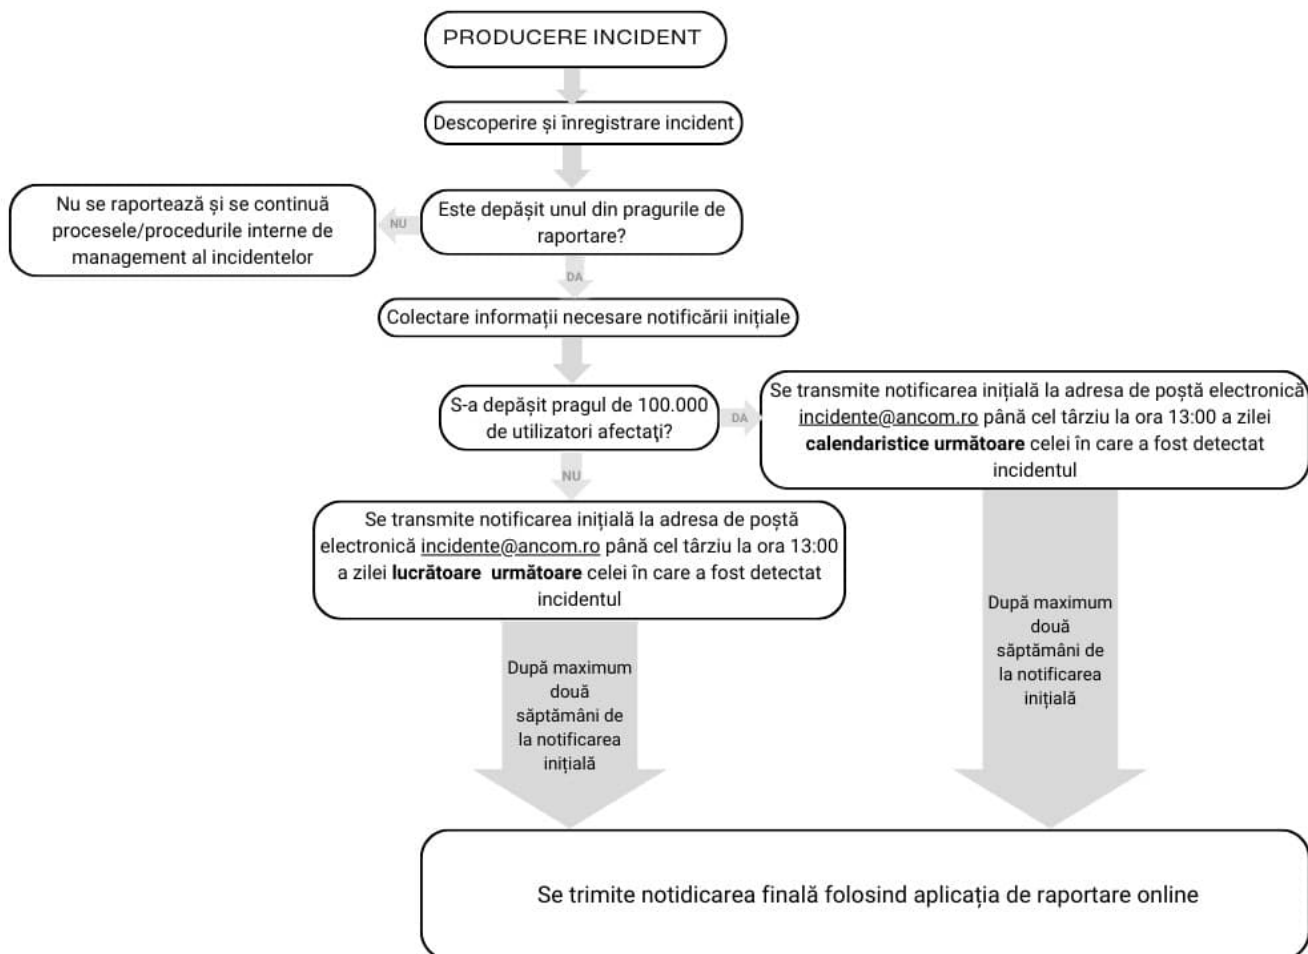 PRODUCERE INCIDENT
Descoperire și înregistrare incident
Este depășit unul din pragurile de
raportare?
NU
Nu se raportează și se continuă
procesele/procedurile interne de
management al incidentelor
DA
Colectare informații necesare notificării inițiale
S-a depășit pragul de 100.000
de utilizatori afectaţi?
DA
Se transmite notificarea inițială la adresa de poștă electronică
incidente@ancom.ro până cel târziu la ora 13:00 a zilei
calendaristice următoare celei în care a fost detectat
incidentul
NU
Se transmite notificarea inițială la adresa de poștă
electronică incidente@ancom.ro până cel târziu la ora 13:00
a zilei lucrătoare următoare celei în care a fost detectat
incidentul
După maximum
două
săptămâni de
la notificarea
inițială
După maximum
două
săptămâni de
la notificarea
inițială
Se trimite notidicarea finală folosind aplicația de raportare online